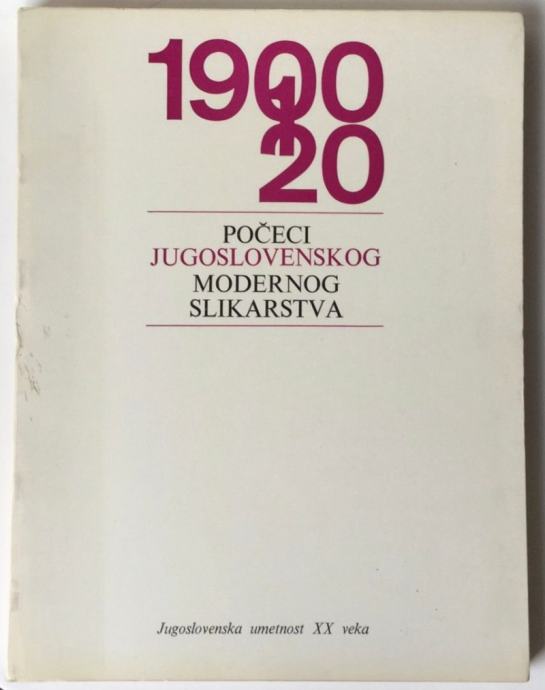 1900
20
POČECI
JUGOSLOVENSKOG
MODERNOG
SLIKARSTVA
Jugoslovenska umetnost XX veka